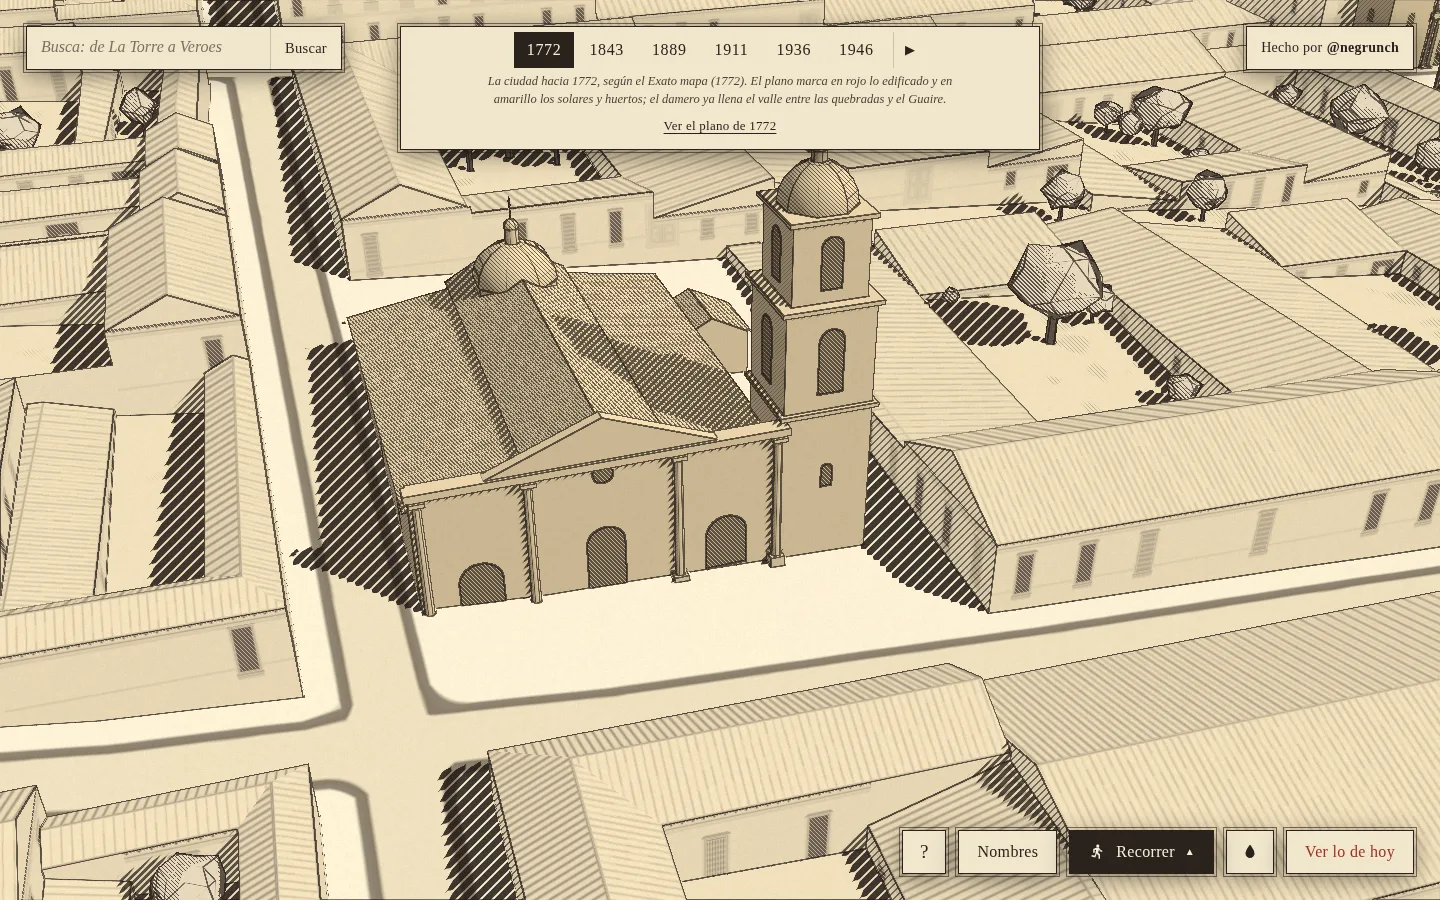 Busca: de La Torre a Veroes
Buscar
1772 1843 1889 1911 1936 1946
La ciudad hacia 1772, según el Exato mapa (1772). El plano marca en rojo lo edificado y en
amarillo los solares y huertos; el damero ya llena el valle entre las quebradas y el Guaire.
Ver el plano de 1772
Hecho por @negrunch
?
Nombres
Recorrer
Ver lo de hoy